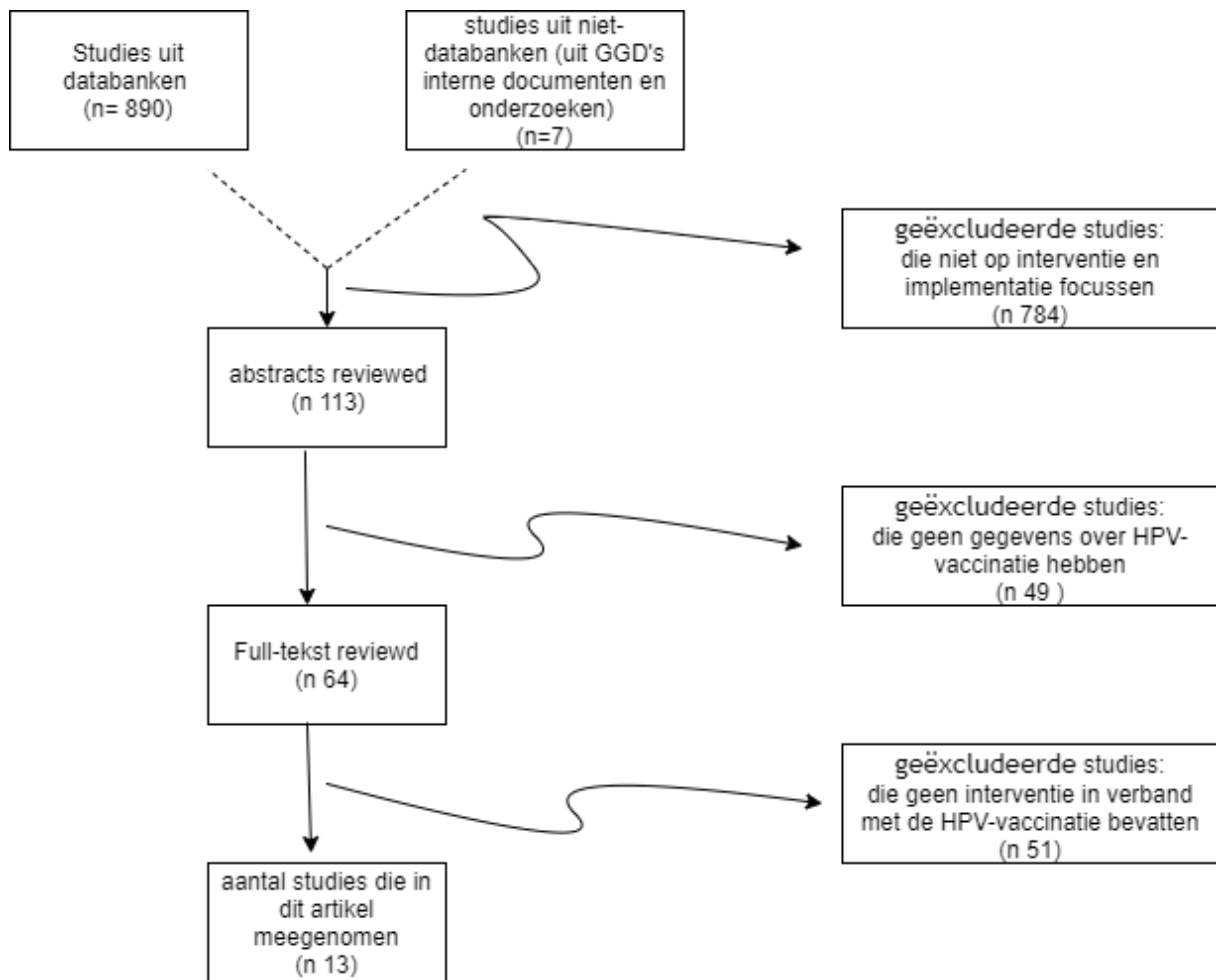 Studies uit
databanken
(n= 890)
studies uit niet-
databanken (uit GGD's
interne documenten en
onderzoeken)
(n=7)
geëxcludeerde studies:
die niet op interventie en
implementatie focussen
(n 784)
abstracts reviewed
(n 113)
geëxcludeerde studies:
die geen gegevens over HPV-
vaccinatie hebben
(n 49 )
Full-tekst reviewd
(n 64)
geëxcludeerde studies:
die geen interventie in verband
met de HPV-vaccinatie bevatten
(n 51)
aantal studies die in
dit artikel
meegenomen
(n 13)